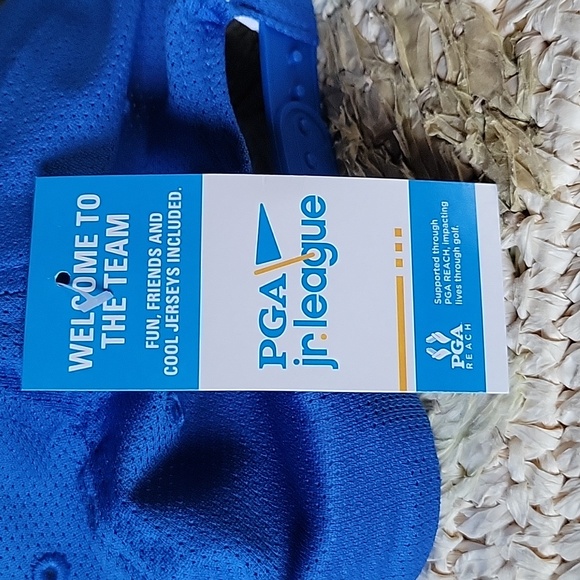 WELCOME TO
THE TEAM
FUN, FRIENDS AND
COOL JERSEYS INCLUDED.
PGA
jr.league
Supported through
PGA REACH, impacting
lives through golf.
PGA
REACH